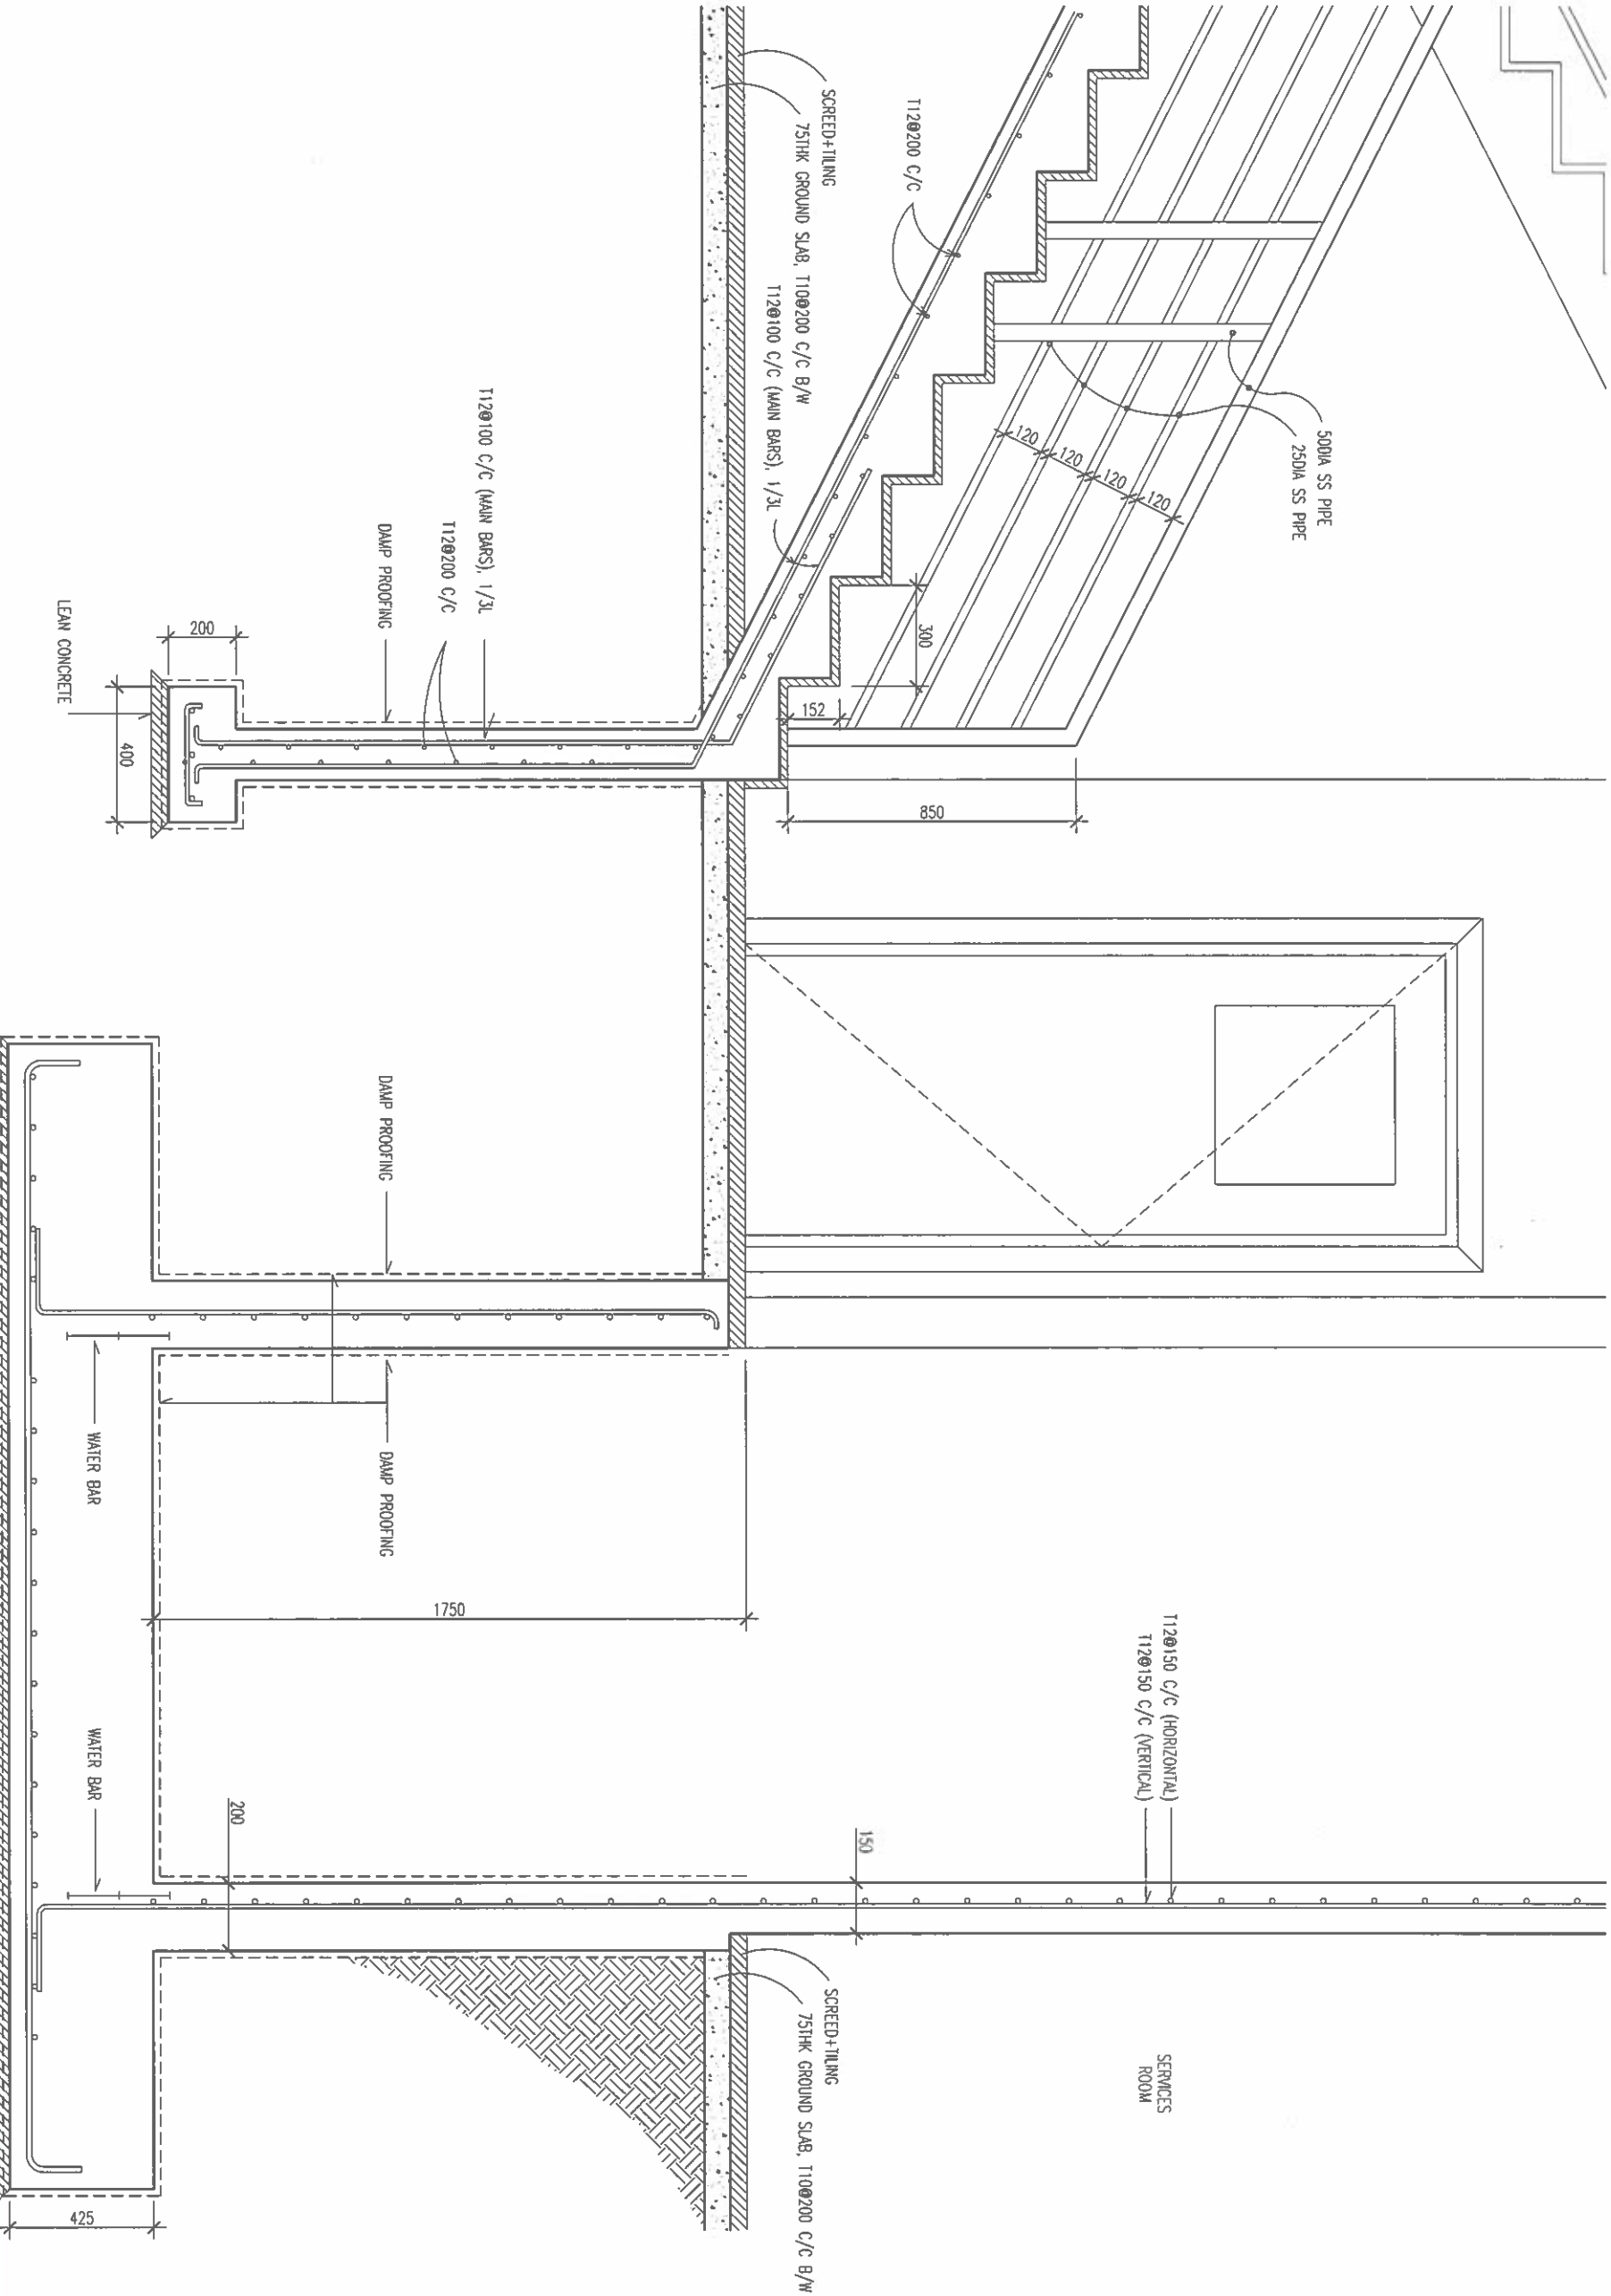 50DIA SS PIPE
25DIA SS PIPE
120
120
120
120
T12@200 C/C
SCREED+TILING
75THK GROUND SLAB, T10@200 C/C B/W
T12@100 C/C (MAIN BARS), 1/3L
300
152
850
T12@100 C/C (MAIN BARS), 1/3L
T12@200 C/C
DAMP PROOFING
LEAN CONCRETE
200
400
DAMP PROOFING
DAMP PROOFING
WATER BAR
WATER BAR
1750
T12@150 C/C (HORIZONTAL)
T12@150 C/C (VERTICAL)
200
150
SERVICES
ROOM
SCREED+TILING
75THK GROUND SLAB, T10@200 C/C B/W
425